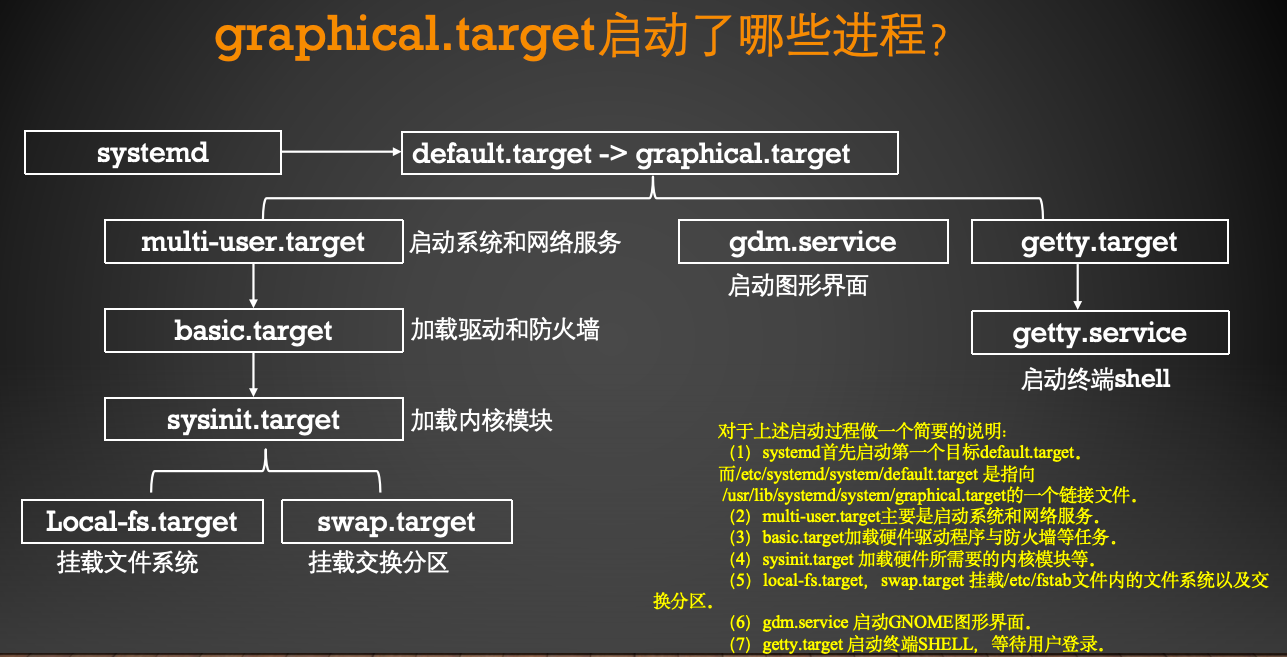 graphical.target启动了哪些进程?
systemd
default.target -> graphical.target
multi-user.target
启动系统和网络服务
gdm.service
启动图形界面
getty.target
basic.target
加载驱动和防火墙
getty.service
启动终端shell
sysinit.target
加载内核模块
Local-fs.target
挂载文件系统
swap.target
挂载交换分区
对于上述启动过程做一个简要的说明:
(1) systemd首先启动第一个目标default.target。
而/etc/systemd/system/default.target 是指向
/usr/lib/systemd/system/graphical.target的一个链接文件。
(2) multi-user.target主要是启动系统和网络服务。
(3) basic.target加载硬件驱动程序与防火墙等任务。
(4) sysinit.target 加载硬件所需要的内核模块等。
(5) local-fs.target, swap.target 挂载/etc/fstab文件内的文件系统以及交
换分区。
(6) gdm.service 启动GNOME图形界面。
(7) getty.target 启动终端SHELL, 等待用户登录。